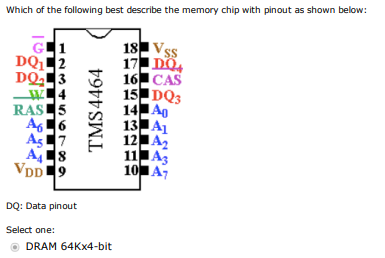 Which of the following best describe the memory chip with pinout as shown below:
G 1 18 VSS
DQ1 2 17 DQ4
DQ2 3 16 CAS
W 4 15 DQ3
RAS 5 14 A0
A6 6 13 A1
A5 7 12 A2
A4 8 11 A3
VDD 9 10 A7
TMS4464
DQ: Data pinout
Select one:
DRAM 64Kx4-bit